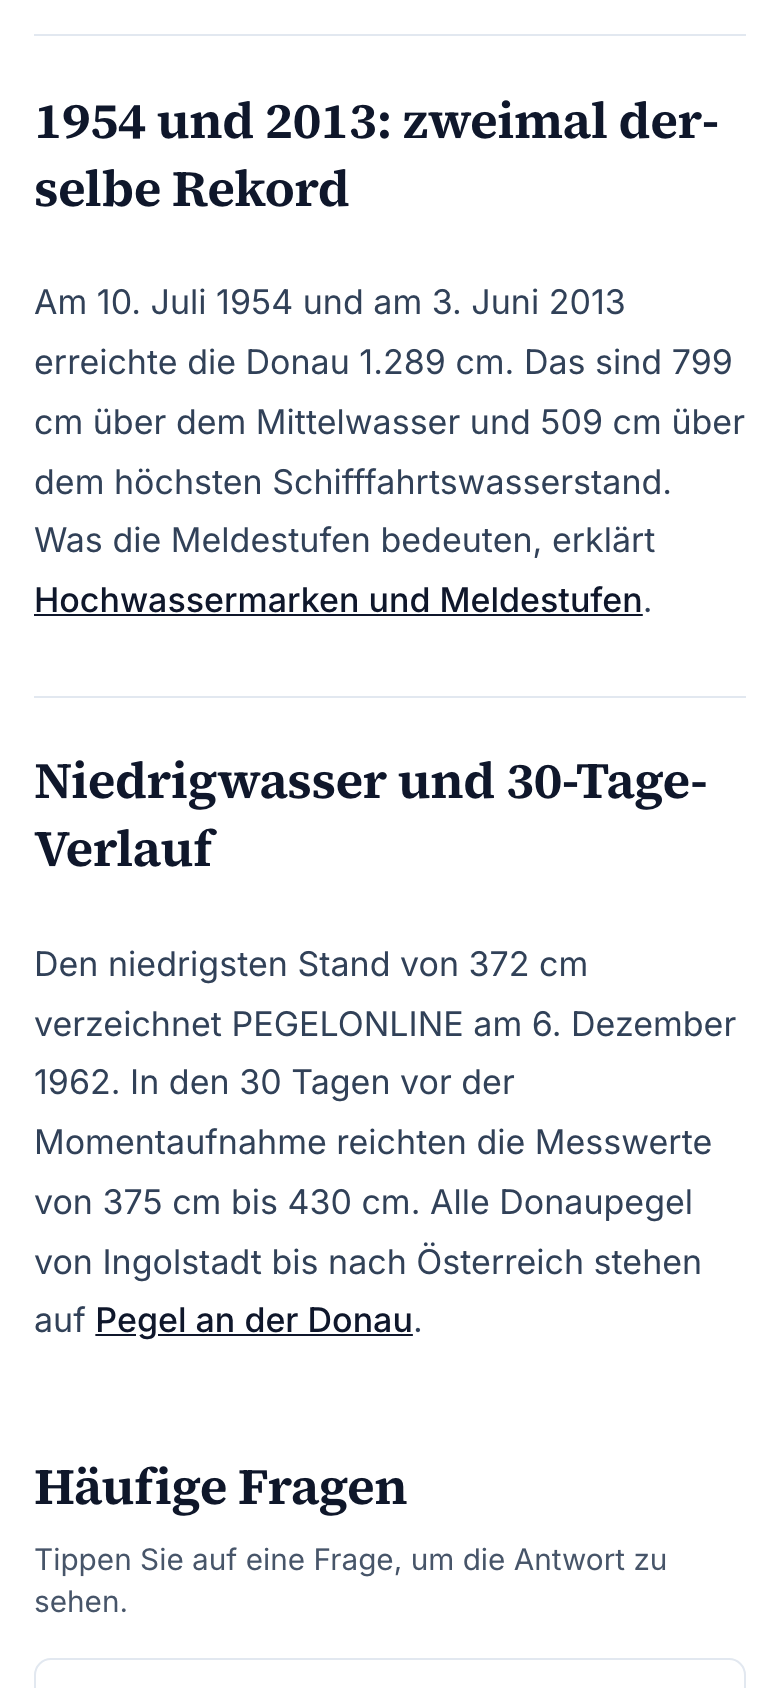 1954 und 2013: zweimal der-
selbe Rekord
Am 10. Juli 1954 und am 3. Juni 2013
erreichte die Donau 1.289 cm. Das sind 799
cm über dem Mittelwasser und 509 cm über
dem höchsten Schifffahrtswasserstand.
Was die Meldestufen bedeuten, erklärt
Hochwassermarken und Meldestufen.
Niedrigwasser und 30-Tage-
Verlauf
Den niedrigsten Stand von 372 cm
verzeichnet PEGELONLINE am 6. Dezember
1962. In den 30 Tagen vor der
Momentaufnahme reichten die Messwerte
von 375 cm bis 430 cm. Alle Donaupegel
von Ingolstadt bis nach Österreich stehen
auf Pegel an der Donau.
Häufige Fragen
Tippen Sie auf eine Frage, um die Antwort zu
sehen.